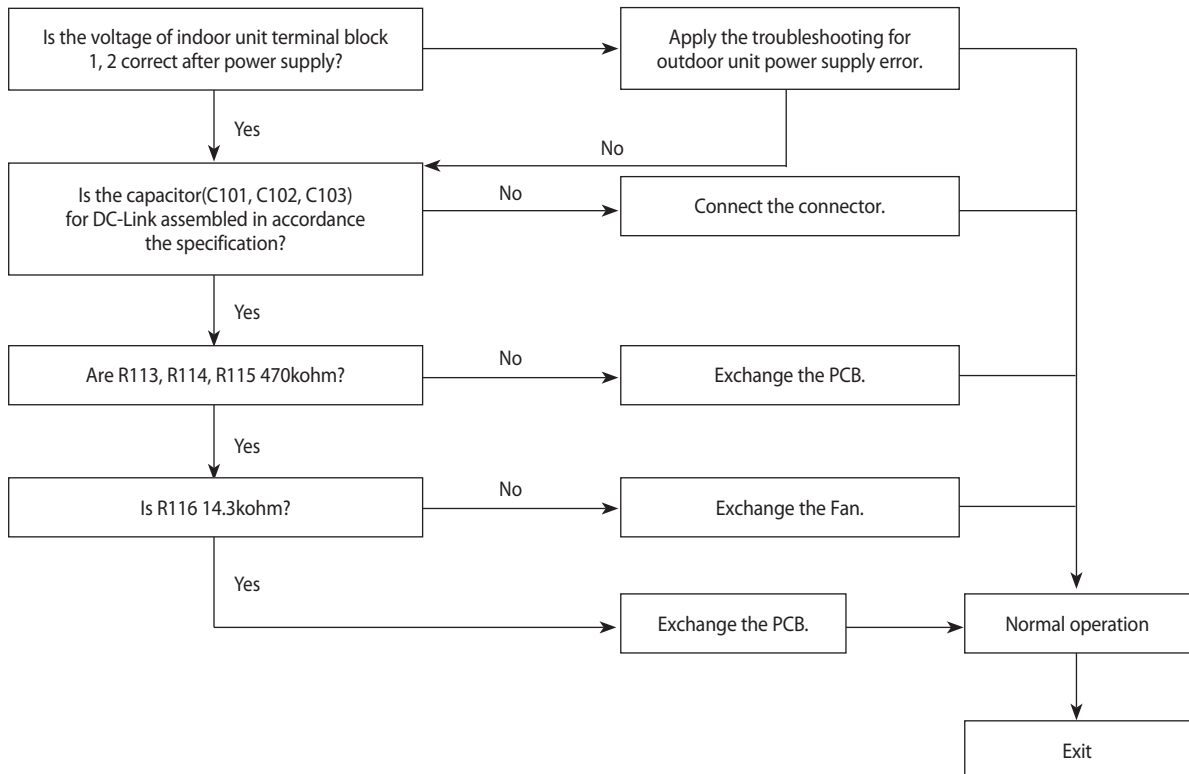 Is the voltage of indoor unit terminal block
1, 2 correct after power supply?
Apply the troubleshooting for
outdoor unit power supply error.
Yes
No
Is the capacitor(C101, C102, C103)
for DC-Link assembled in accordance
the specification?
No
Connect the connector.
Yes
Are R113, R114, R115 470kohm?
No
Exchange the PCB.
Yes
Is R116 14.3kohm?
No
Exchange the Fan.
Yes
Exchange the PCB.
Normal operation
Exit